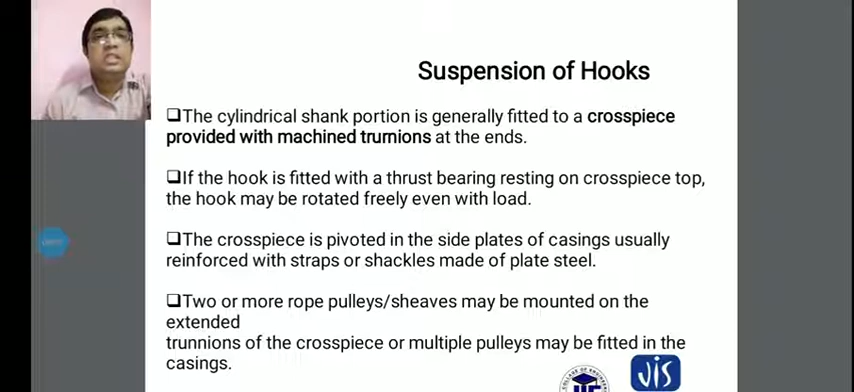 Suspension of Hooks
❑The cylindrical shank portion is generally fitted to a crosspiece
provided with machined trurnions at the ends.
❑If the hook is fitted with a thrust bearing resting on crosspiece top,
the hook may be rotated freely even with load.
❑The crosspiece is pivoted in the side plates of casings usually
reinforced with straps or shackles made of plate steel.
❑Two or more rope pulleys/sheaves may be mounted on the
extended
trunnions of the crosspiece or multiple pulleys may be fitted in the
casings.
JIS